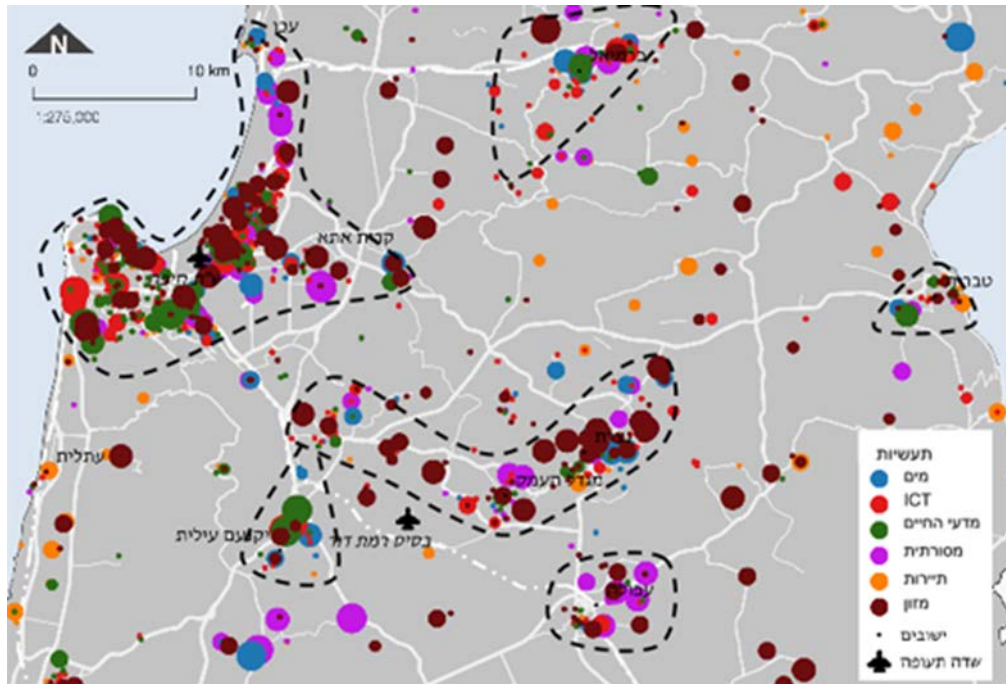 N
0 10 km
1:275,000
עכו
כרמיאל
קרית אתא
טבריה
נצרת
מגדל העמק
עתלית
יקנעם עילית
בסיס רמת דוד
עפולה
תעשיות
מים
ICT
מדעי החיים
מסורתית
תיירות
מזון
ישובים
שדה תעופה